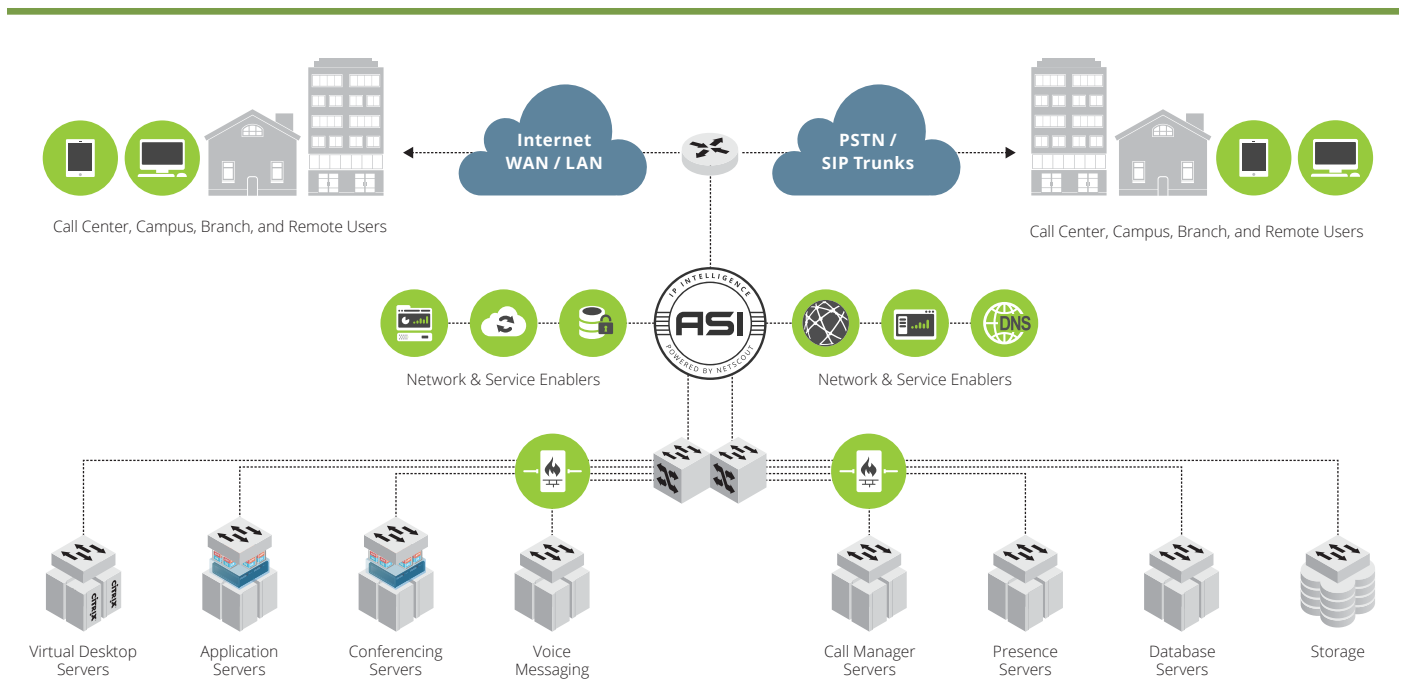 Internet
WAN / LAN
PSTN /
SIP Trunks
Call Center, Campus, Branch, and Remote Users
Call Center, Campus, Branch, and Remote Users
IP INTELLIGENCE
ASI
POWERED BY NETSCOUT
DNS
Network & Service Enablers
Network & Service Enablers
citrix
citrix
Virtual Desktop
Servers
Application
Servers
Conferencing
Servers
Voice
Messaging
Call Manager
Servers
Presence
Servers
Database
Servers
Storage